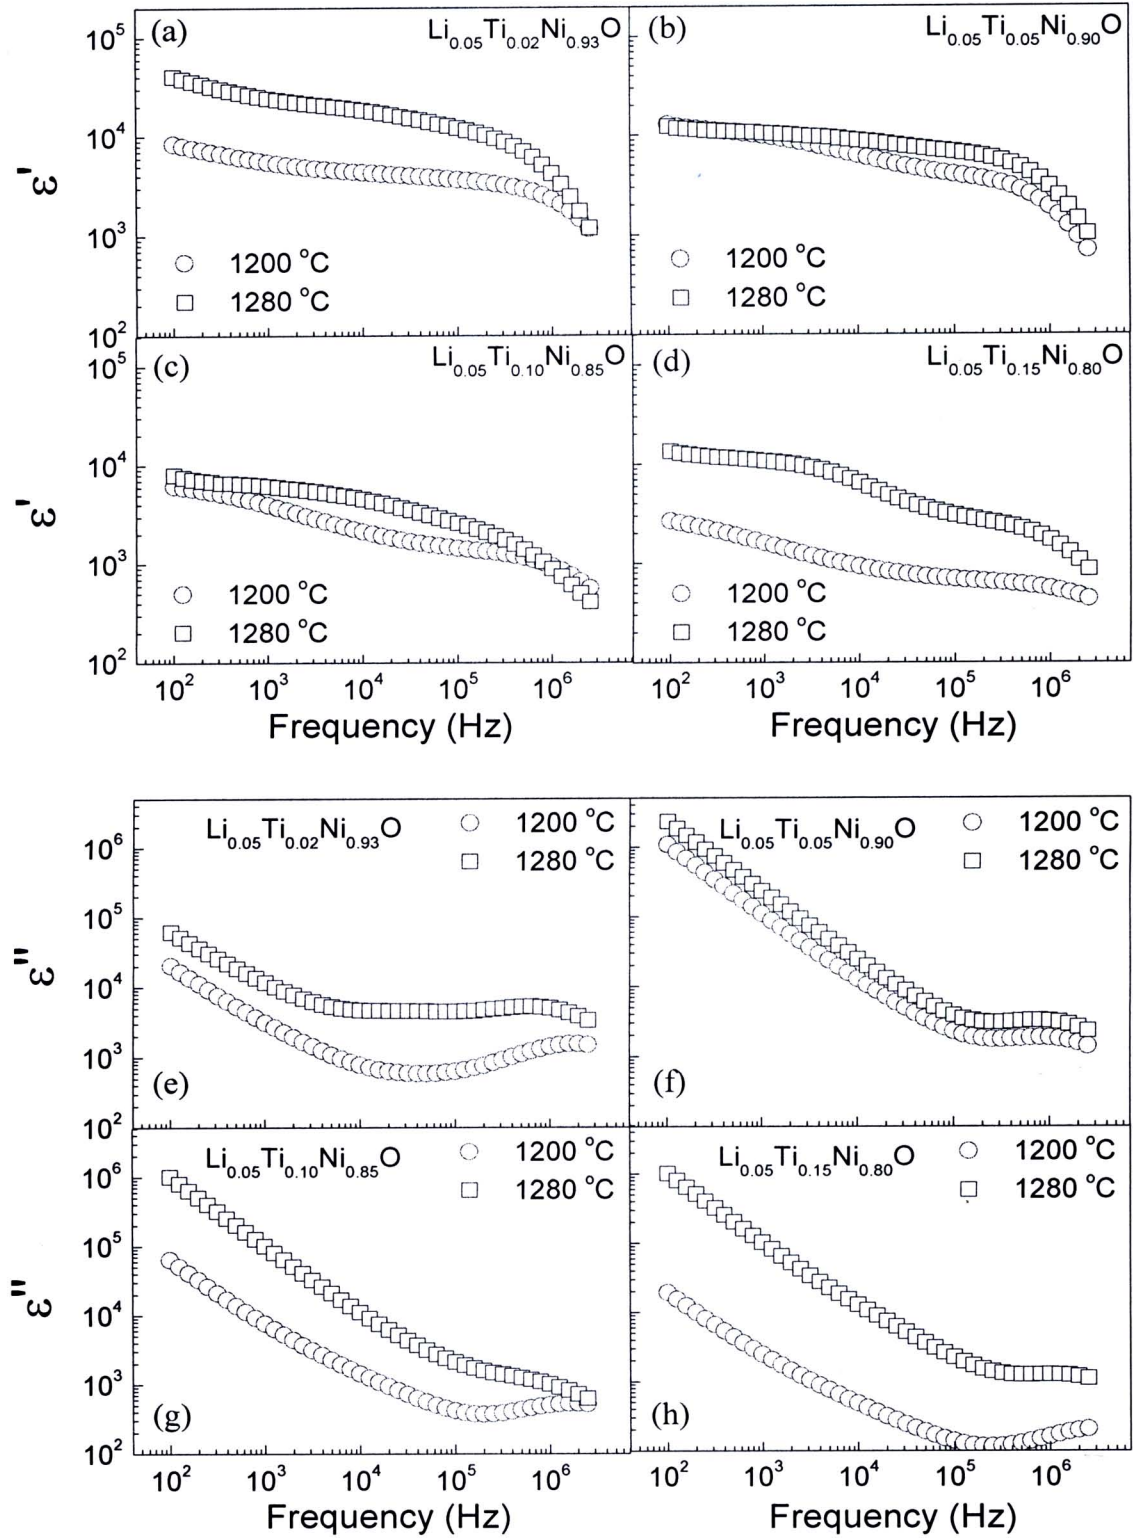 (a) Li0.05Ti0.02Ni0.93O
10^5
10^4
10^3
10^2
ε'
○ 1200 °C
□ 1280 °C
(b) Li0.05Ti0.05Ni0.90O
○ 1200 °C
□ 1280 °C
(c) Li0.05Ti0.10Ni0.85O
10^5
10^4
10^3
10^2
ε'
○ 1200 °C
□ 1280 °C
10^2 10^3 10^4 10^5 10^6
Frequency (Hz)
(d) Li0.05Ti0.15Ni0.80O
○ 1200 °C
□ 1280 °C
10^2 10^3 10^4 10^5 10^6
Frequency (Hz)
Li0.05Ti0.02Ni0.93O
○ 1200 °C
□ 1280 °C
10^6
10^5
10^4
10^3
10^2
ε"
(e)
Li0.05Ti0.05Ni0.90O
○ 1200 °C
□ 1280 °C
(f)
Li0.05Ti0.10Ni0.85O
○ 1200 °C
□ 1280 °C
10^6
10^5
10^4
10^3
10^2
ε"
(g)
10^2 10^3 10^4 10^5 10^6
Frequency (Hz)
Li0.05Ti0.15Ni0.80O
○ 1200 °C
□ 1280 °C
(h)
10^2 10^3 10^4 10^5 10^6
Frequency (Hz)